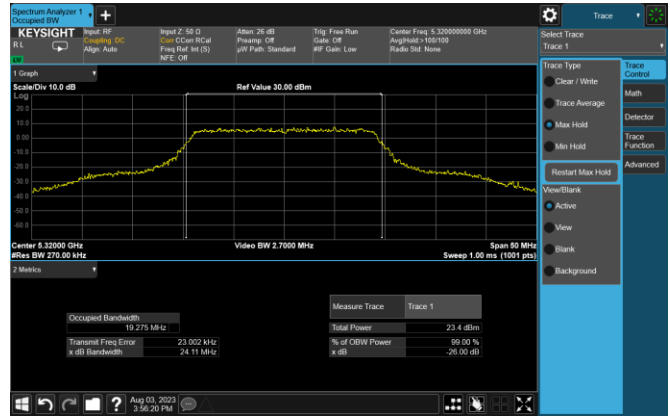 Spectrum Analyzer 1
Occupied BW
KEYSIGHT
RL
LW
Input: RF
Coupling: DC
Align: Auto
Input Z: 50 Ω
Corr CCorr RCal
Freq Ref: Int (S)
NFE: Off
Atten: 26 dB
Preamp: Off
µW Path: Standard
Trig: Free Run
Gate: Off
#IF Gain: Low
Center Freq: 5.320000000 GHz
Avg|Hold:>100/100
Radio Std: None
1 Graph
Scale/Div 10.0 dB
Ref Value 30.00 dBm
Log
20.0
10.0
0.00
-10.0
-20.0
-30.0
-40.0
-50.0
-60.0
Center 5.32000 GHz
Video BW 2.7000 MHz
Span 50 MHz
#Res BW 270.00 kHz
Sweep 1.00 ms (1001 pts)
2 Metrics
Measure Trace Trace 1
Occupied Bandwidth
19.275 MHz
Total Power 23.4 dBm
Transmit Freq Error 23.002 kHz
% of OBW Power 99.00 %
x dB Bandwidth 24.11 MHz
x dB -26.00 dB
Aug 03, 2023
3:56:20 PM
Trace
Select Trace
Trace 1
Trace Type
Clear / Write
Trace Average
Max Hold
Min Hold
Restart Max Hold
View/Blank
Active
View
Blank
Background
Trace
Control
Math
Detector
Trace
Function
Advanced